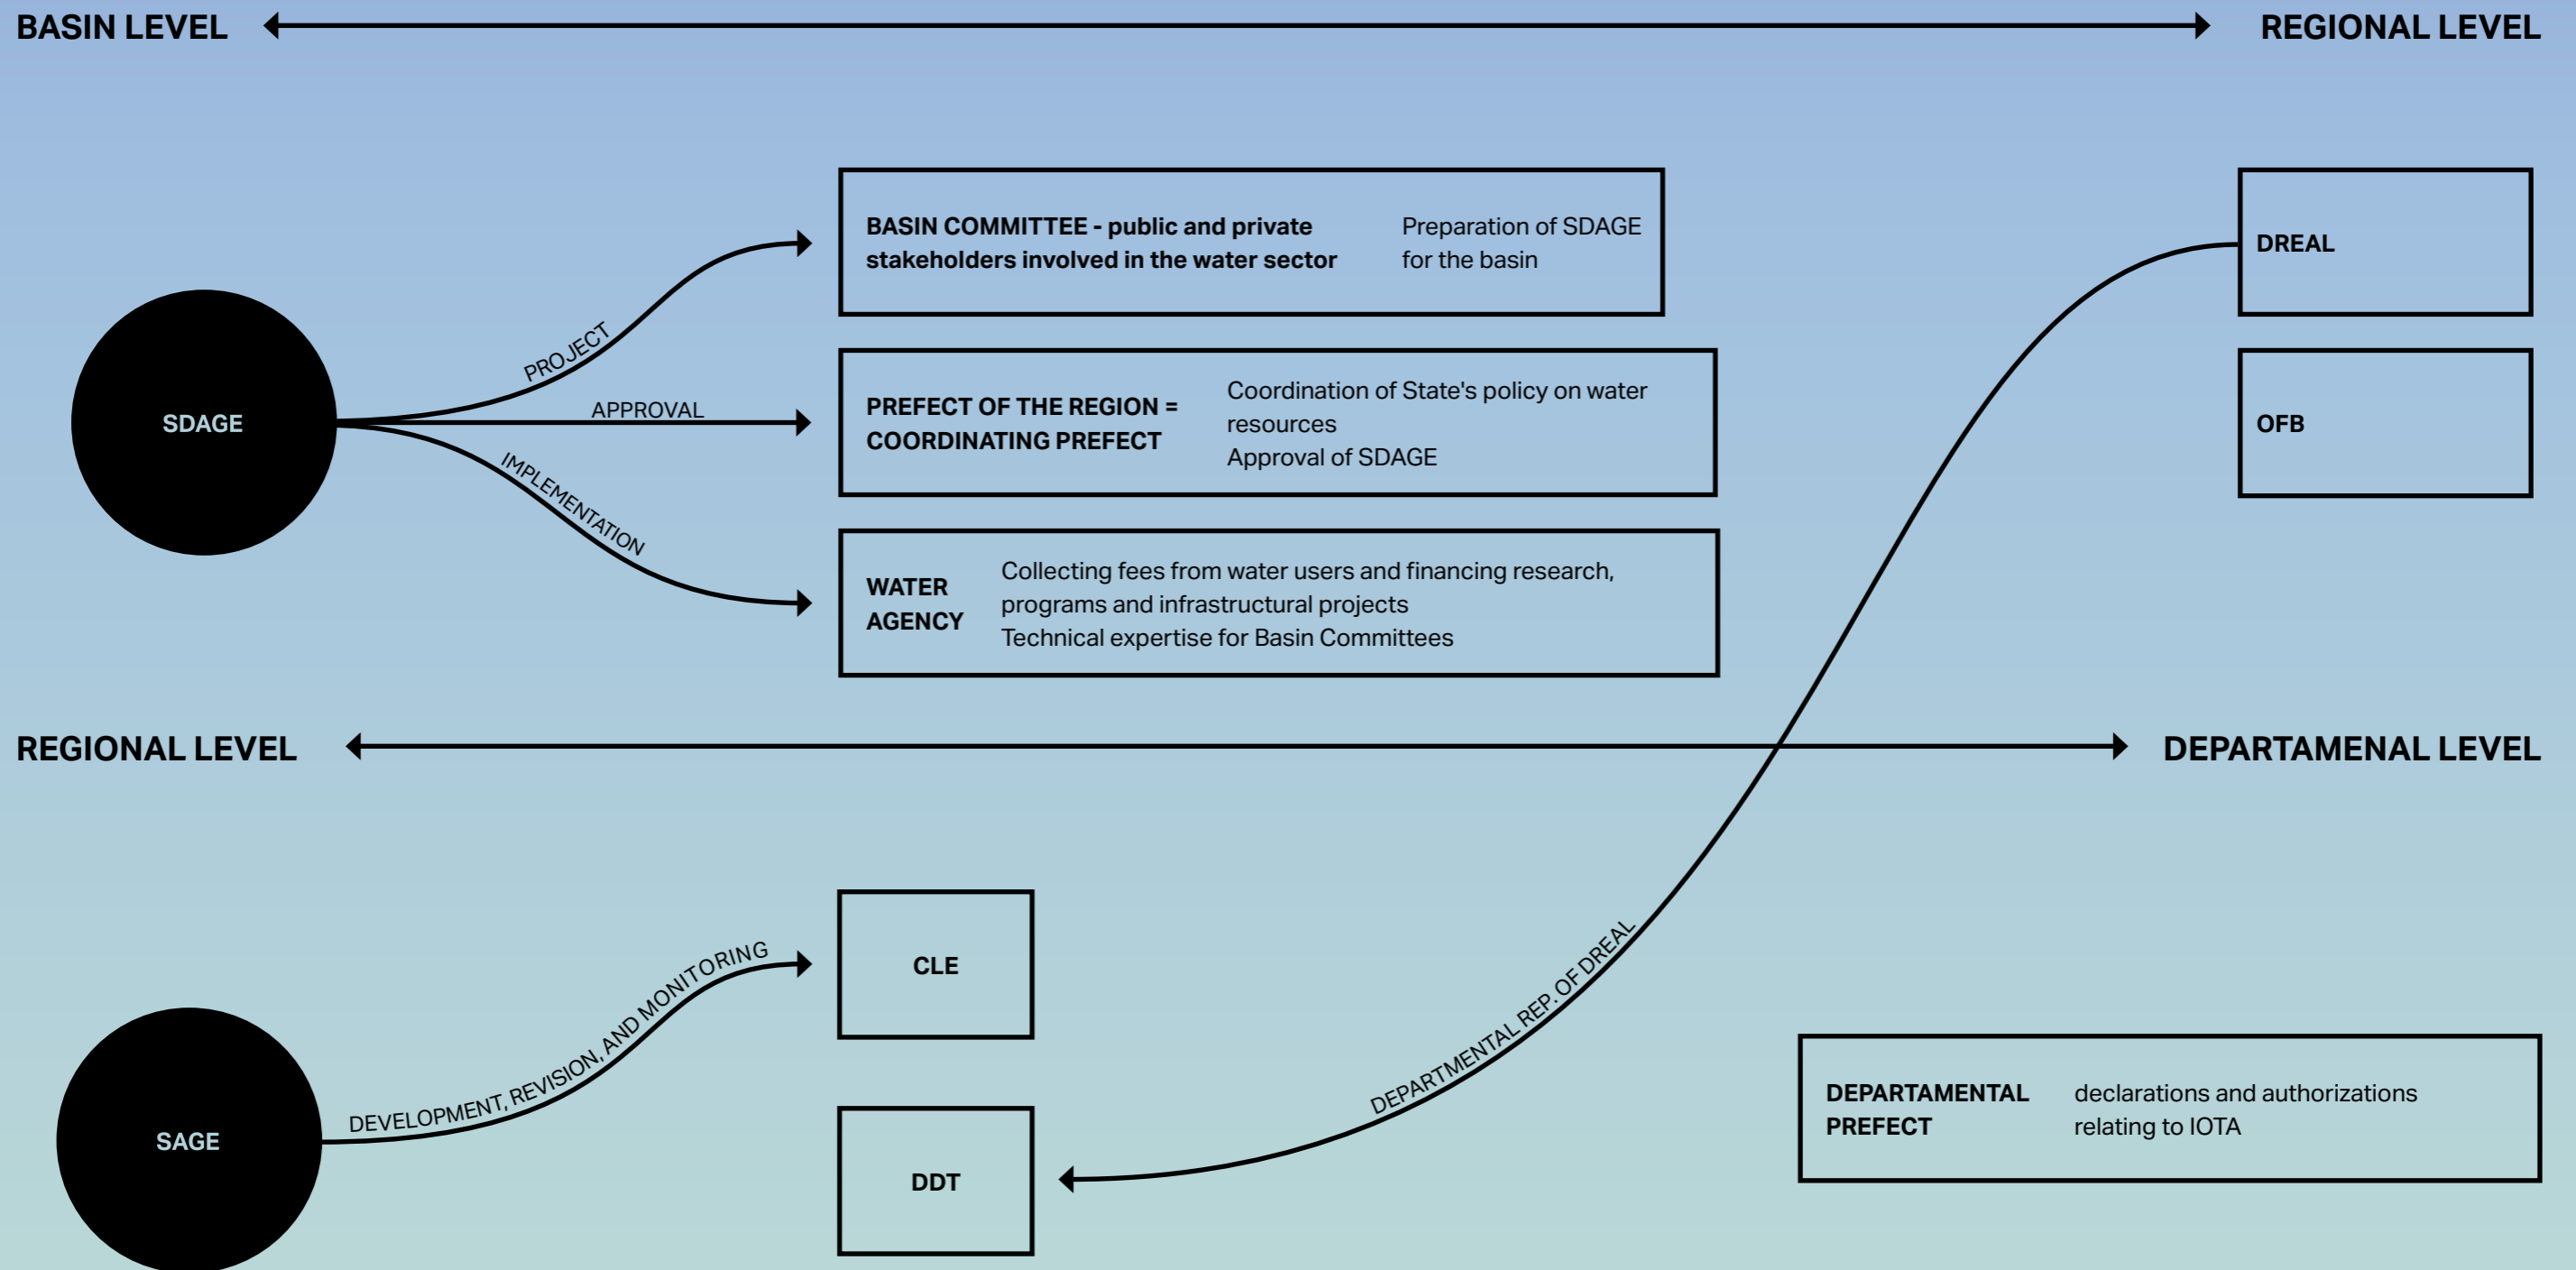 BASIN LEVEL
REGIONAL LEVEL
BASIN COMMITTEE - public and private
stakeholders involved in the water sector
Preparation of SDAGE
for the basin
DREAL
PROJECT
SDAGE
APPROVAL
PREFECT OF THE REGION =
COORDINATING PREFECT
Coordination of State's policy on water
resources
Approval of SDAGE
OFB
IMPLEMENTATION
WATER
AGENCY
Collecting fees from water users and financing research,
programs and infrastructural projects
Technical expertise for Basin Committees
REGIONAL LEVEL
DEPARTAMENAL LEVEL
DEVELOPMENT, REVISION, AND MONITORING
CLE
SAGE
DEPARTMENTAL REP. OF DREAL
DDT
DEPARTAMENTAL
PREFECT
declarations and authorizations
relating to IOTA